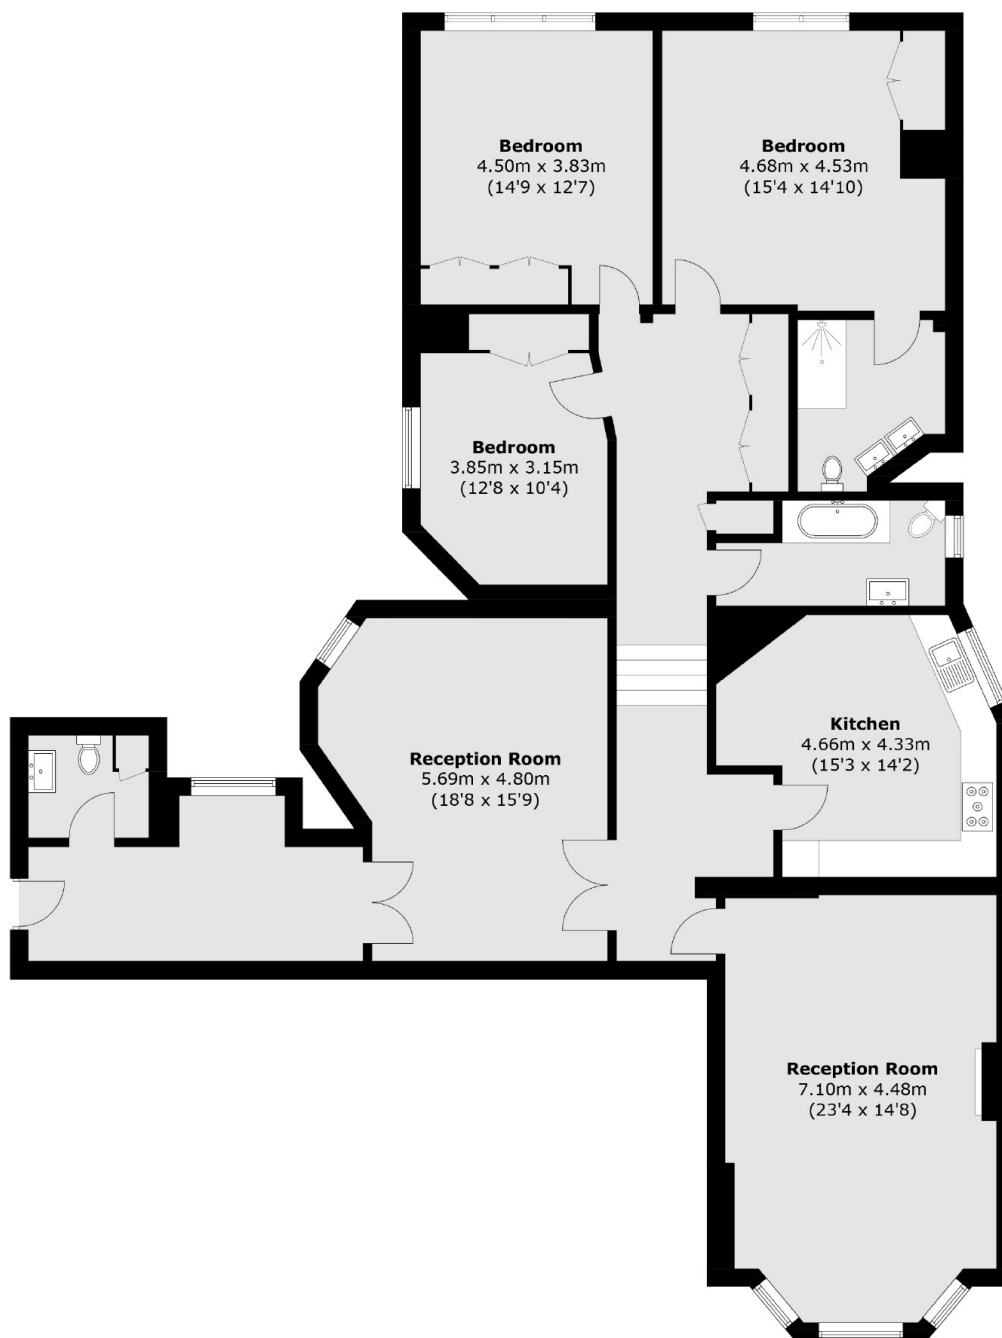 Bedroom
4.50m x 3.83m
(14'9 x 12'7)
Bedroom
4.68m x 4.53m
(15'4 x 14'10)
Bedroom
3.85m x 3.15m
(12'8 x 10'4)
Reception Room
5.69m x 4.80m
(18'8 x 15'9)
Kitchen
4.66m x 4.33m
(15'3 x 14'2)
Reception Room
7.10m x 4.48m
(23'4 x 14'8)